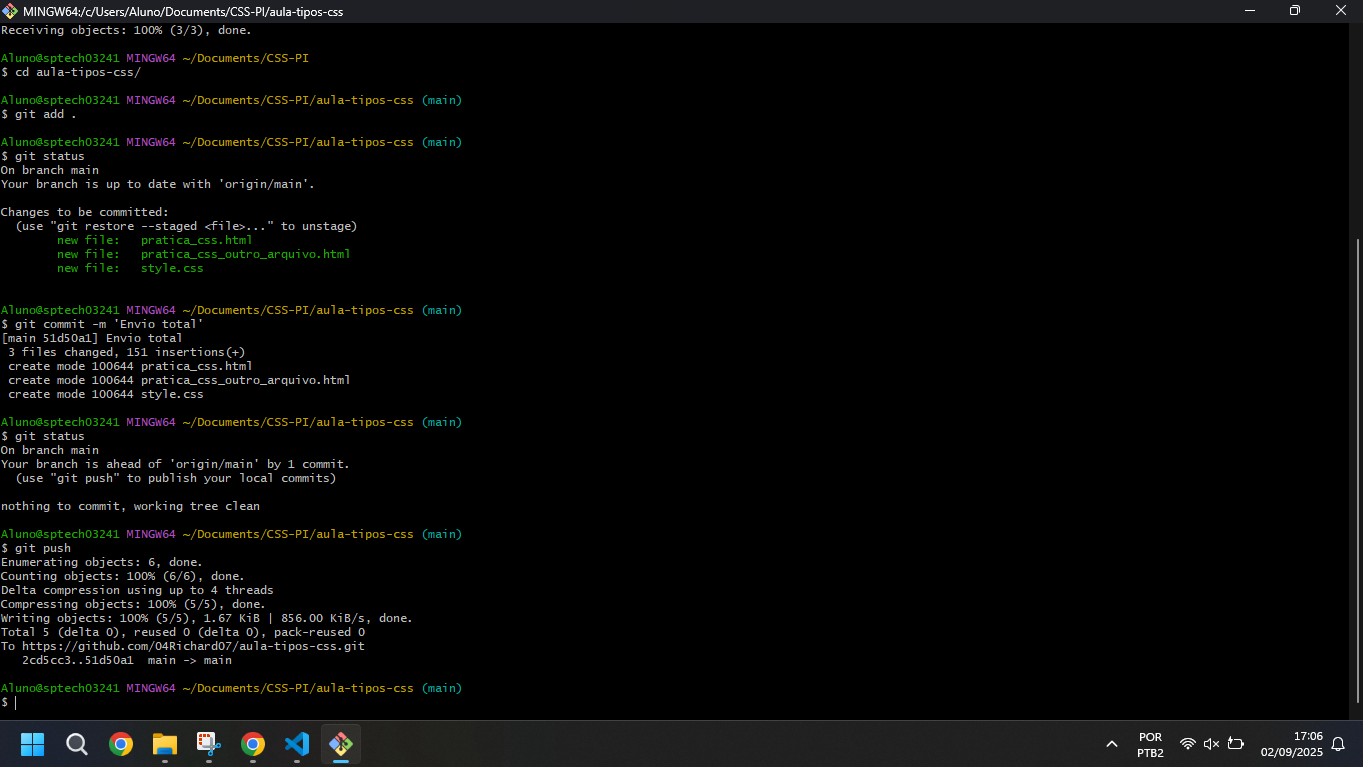 MINGW64:/c/Users/Aluno/Documents/CSS-PI/aula-tipos-css
Receiving objects: 100% (3/3), done.
Aluno@sptech03241 MINGW64 ~/Documents/CSS-PI
$ cd aula-tipos-css/
Aluno@sptech03241 MINGW64 ~/Documents/CSS-PI/aula-tipos-css (main)
$ git add .
Aluno@sptech03241 MINGW64 ~/Documents/CSS-PI/aula-tipos-css (main)
$ git status
On branch main
Your branch is up to date with 'origin/main'.
Changes to be committed:
  (use "git restore --staged <file>..." to unstage)
        new file:   pratica_css.html
        new file:   pratica_css_outro_arquivo.html
        new file:   style.css
Aluno@sptech03241 MINGW64 ~/Documents/CSS-PI/aula-tipos-css (main)
$ git commit -m 'Envio total'
[main 51d50a1] Envio total
 3 files changed, 151 insertions(+)
 create mode 100644 pratica_css.html
 create mode 100644 pratica_css_outro_arquivo.html
 create mode 100644 style.css
Aluno@sptech03241 MINGW64 ~/Documents/CSS-PI/aula-tipos-css (main)
$ git status
On branch main
Your branch is ahead of 'origin/main' by 1 commit.
  (use "git push" to publish your local commits)
nothing to commit, working tree clean
Aluno@sptech03241 MINGW64 ~/Documents/CSS-PI/aula-tipos-css (main)
$ git push
Enumerating objects: 6, done.
Counting objects: 100% (6/6), done.
Delta compression using up to 4 threads
Compressing objects: 100% (5/5), done.
Writing objects: 100% (5/5), 1.67 KiB | 856.00 KiB/s, done.
Total 5 (delta 0), reused 0 (delta 0), pack-reused 0
To https://github.com/04Richard07/aula-tipos-css.git
   2cd5cc3..51d50a1  main -> main
Aluno@sptech03241 MINGW64 ~/Documents/CSS-PI/aula-tipos-css (main)
$
POR
PTB2
17:06
02/09/2025